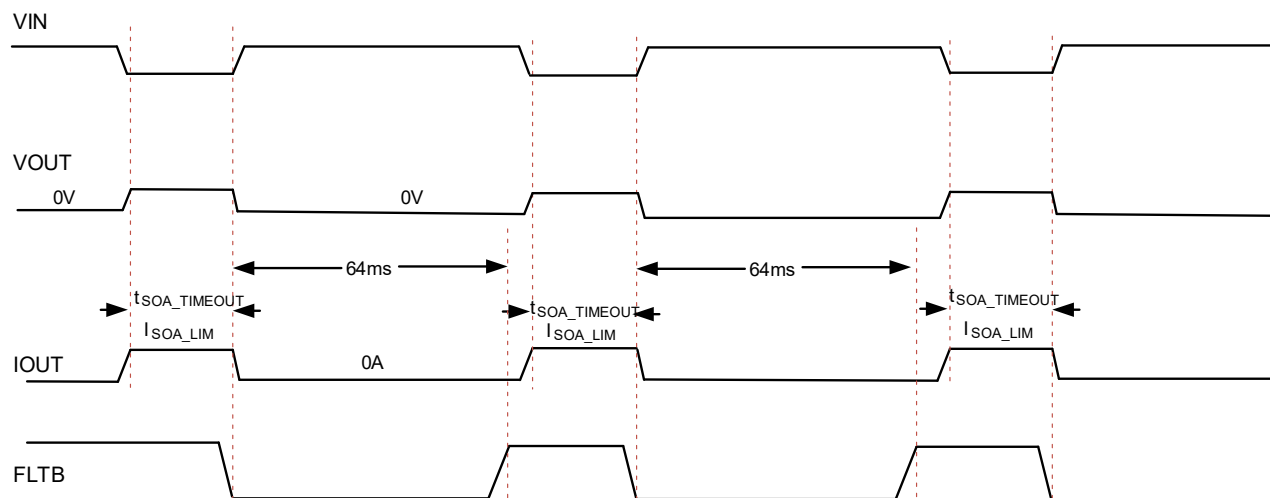 VIN
VOUT
0V 0V
64ms 64ms
tSOA_TIMEOUT tSOA_TIMEOUT tSOA_TIMEOUT
ISOA_LIM ISOA_LIM ISOA_LIM
IOUT 0A
FLTB